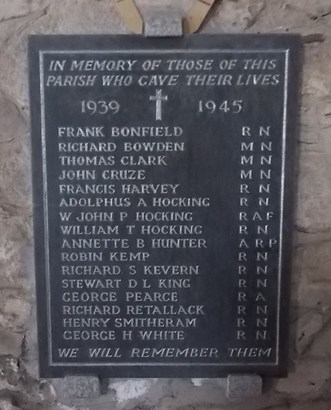 IN MEMORY OF THOSE OF THIS
PARISH WHO GAVE THEIR LIVES
1939 1945
FRANK BONFIELD R N
RICHARD BOWDEN M N
THOMAS CLARK M N
JOHN CRUZE M N
FRANCIS HARVEY R N
ADOLPHUS A HOCKING R N
W JOHN P HOCKING R A F
WILLIAM T HOCKING R N
ANNETTE B HUNTER A R P
ROBIN KEMP R N
RICHARD S KEVERN R N
STEWART D L KING R N
GEORGE PEARCE R A
RICHARD RETALLACK R N
HENRY SMITHERAM R N
GEORGE H WHITE R N
WE WILL REMEMBER THEM